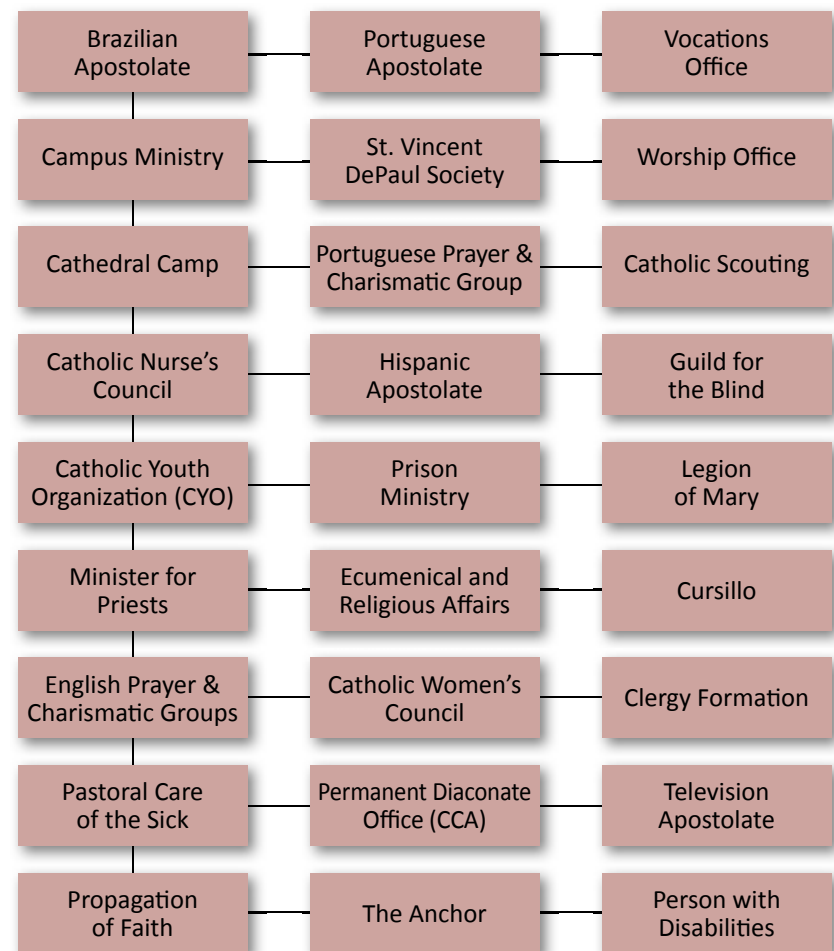 Brazilian
Apostolate
Portuguese
Apostolate
Vocations
Office
Campus Ministry
St. Vincent
DePaul Society
Worship Office
Cathedral Camp
Portuguese Prayer &
Charismatic Group
Catholic Scouting
Catholic Nurse’s
Council
Hispanic
Apostolate
Guild for
the Blind
Catholic Youth
Organization (CYO)
Prison
Ministry
Legion
of Mary
Minister for
Priests
Ecumenical and
Religious Affairs
Cursillo
English Prayer &
Charismatic Groups
Catholic Women’s
Council
Clergy Formation
Pastoral Care
of the Sick
Permanent Diaconate
Office (CCA)
Television
Apostolate
Propagation
of Faith
The Anchor
Person with
Disabilities